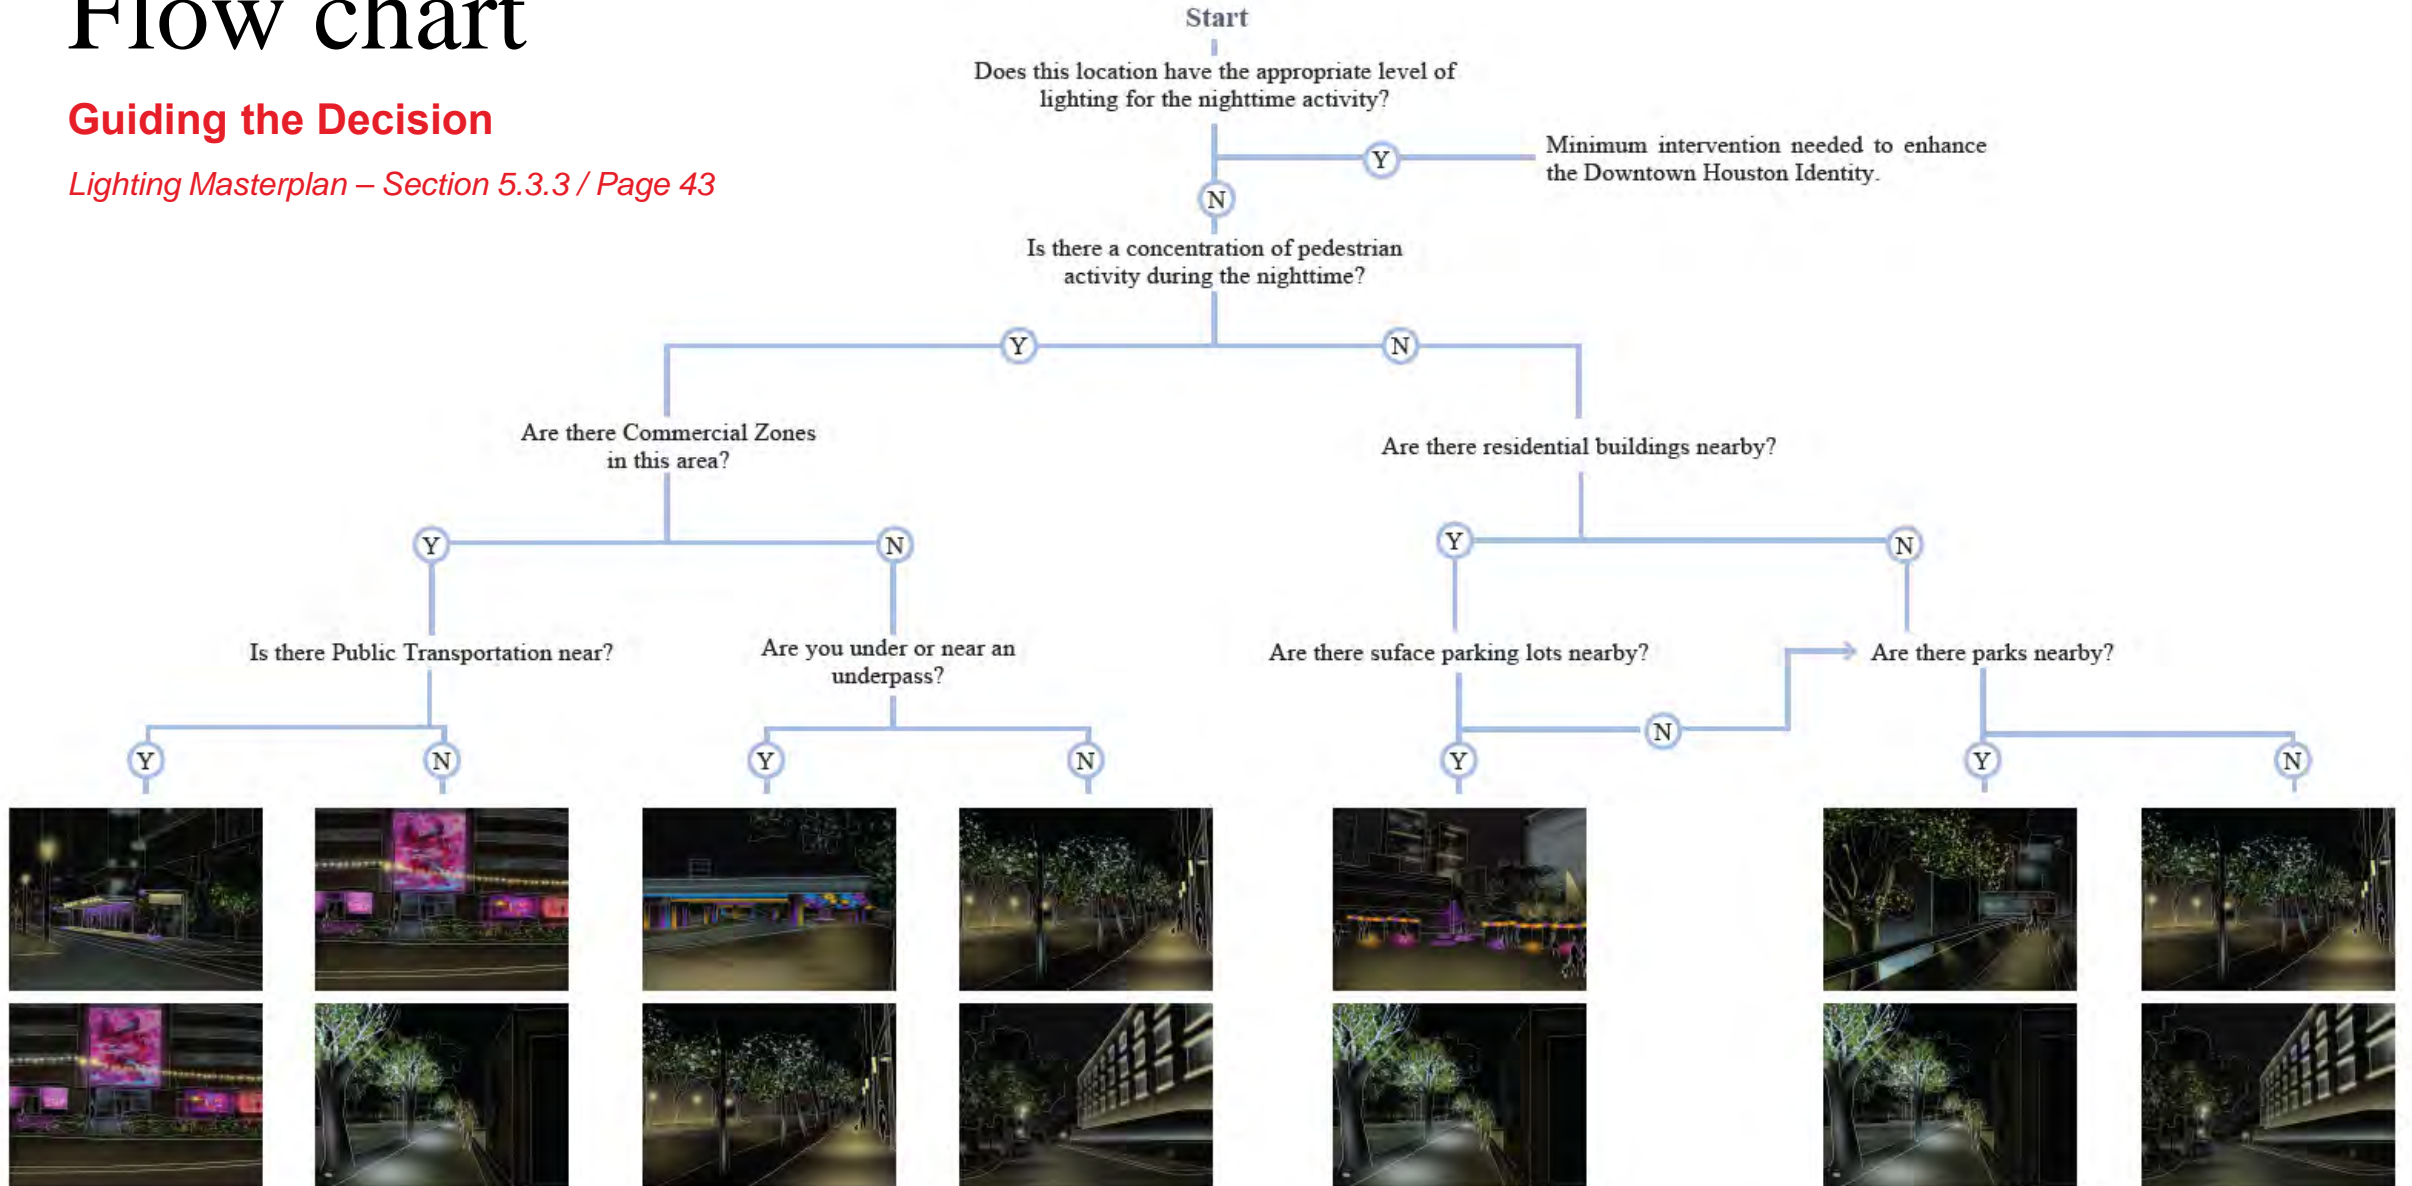 Flow chart
Guiding the Decision
Lighting Masterplan – Section 5.3.3 / Page 43
Start
Does this location have the appropriate level of
lighting for the nighttime activity?
Y
Minimum intervention needed to enhance
the Downtown Houston Identity.
N
Is there a concentration of pedestrian
activity during the nighttime?
Y
N
Are there Commercial Zones
in this area?
Are there residential buildings nearby?
Y
N
Y
N
Is there Public Transportation near?
Are you under or near an
underpass?
Are there suface parking lots nearby?
Are there parks nearby?
N
Y
N
Y
N
Y
Y
N